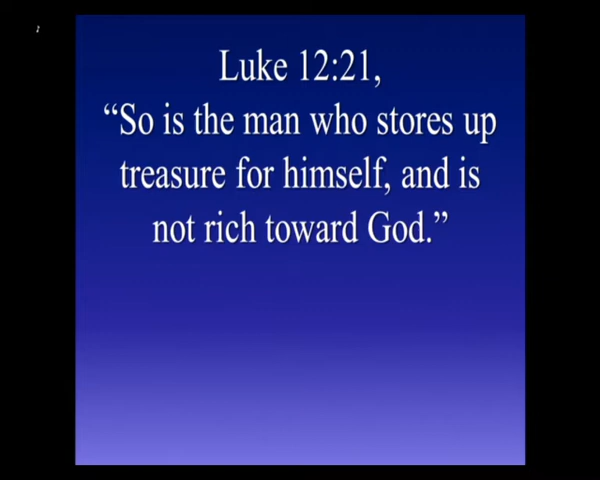 Luke 12:21,
“So is the man who stores up
treasure for himself, and is
not rich toward God.”